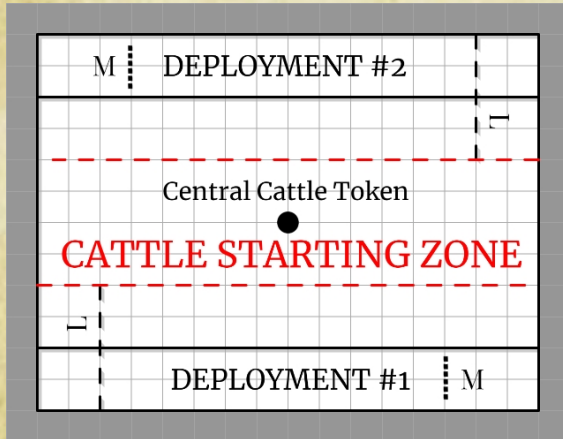 M DEPLOYMENT #2
L
Central Cattle Token
CATTLE STARTING ZONE
L
DEPLOYMENT #1 M